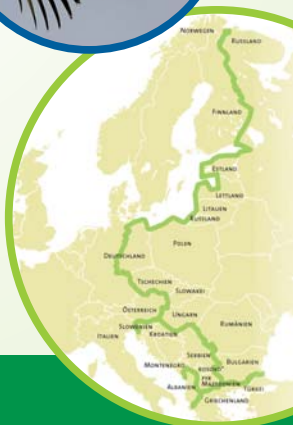 NORWEGEN
RUSSLAND
FINNLAND
ESTLAND
LETTLAND
LITAUEN
RUSSLAND
POLEN
DEUTSCHLAND
TSCHECHIEN
SLOWAKEI
ÖSTERREICH
UNGARN
SLOWENIEN
KROATIEN
RUMÄNIEN
ITALIEN
SERBIEN
MONTENEGRO
KOSOVO
BULGARIEN
FYR
MAZEDONIEN
ALBANIEN
TÜRKEI
GRIECHENLAND